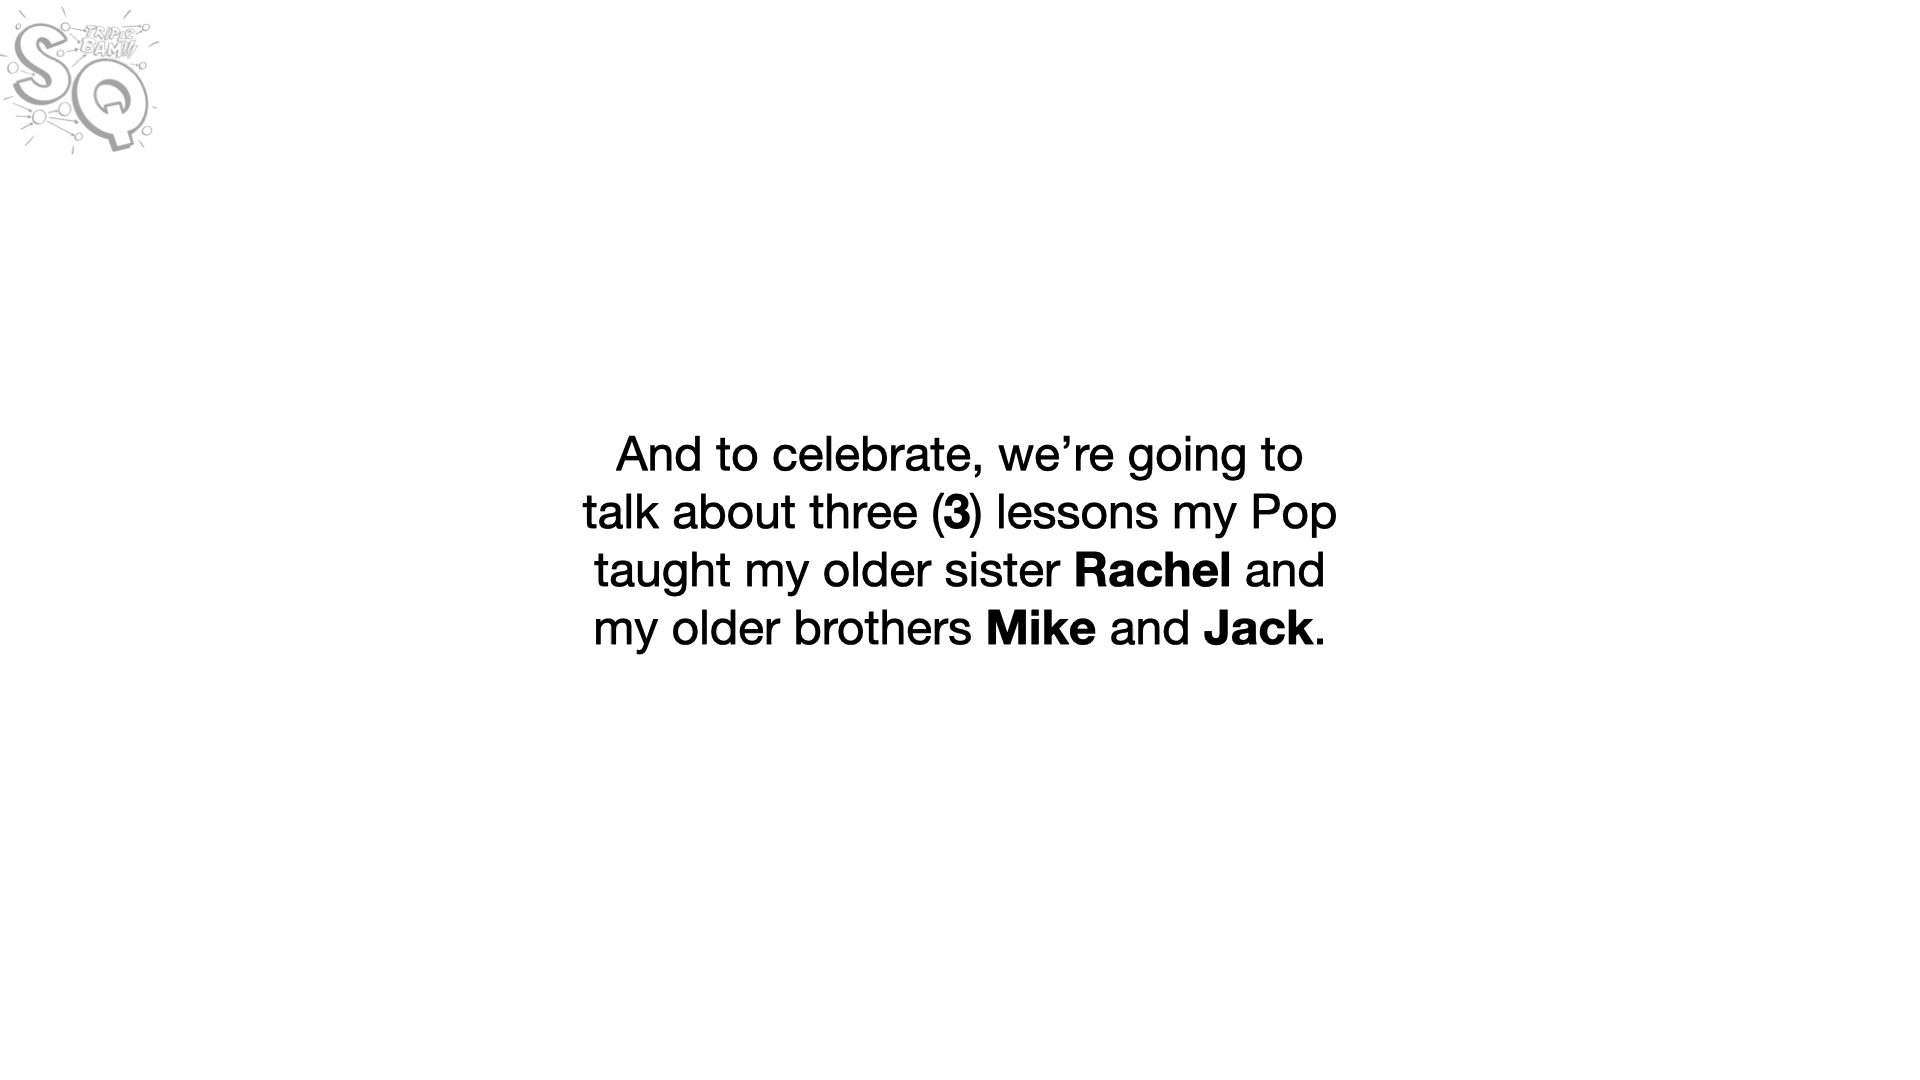 SQ
TRIPLE
BAM!!!
And to celebrate, we’re going to
talk about three (3) lessons my Pop
taught my older sister Rachel and
my older brothers Mike and Jack.